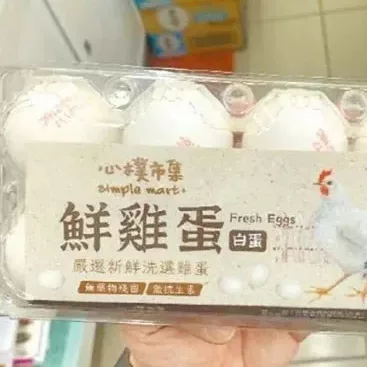 心樸市集
simple mart+
鮮雞蛋
Fresh Eggs
白蛋
嚴選新鮮洗選雞蛋
無藥物殘留 無抗生素